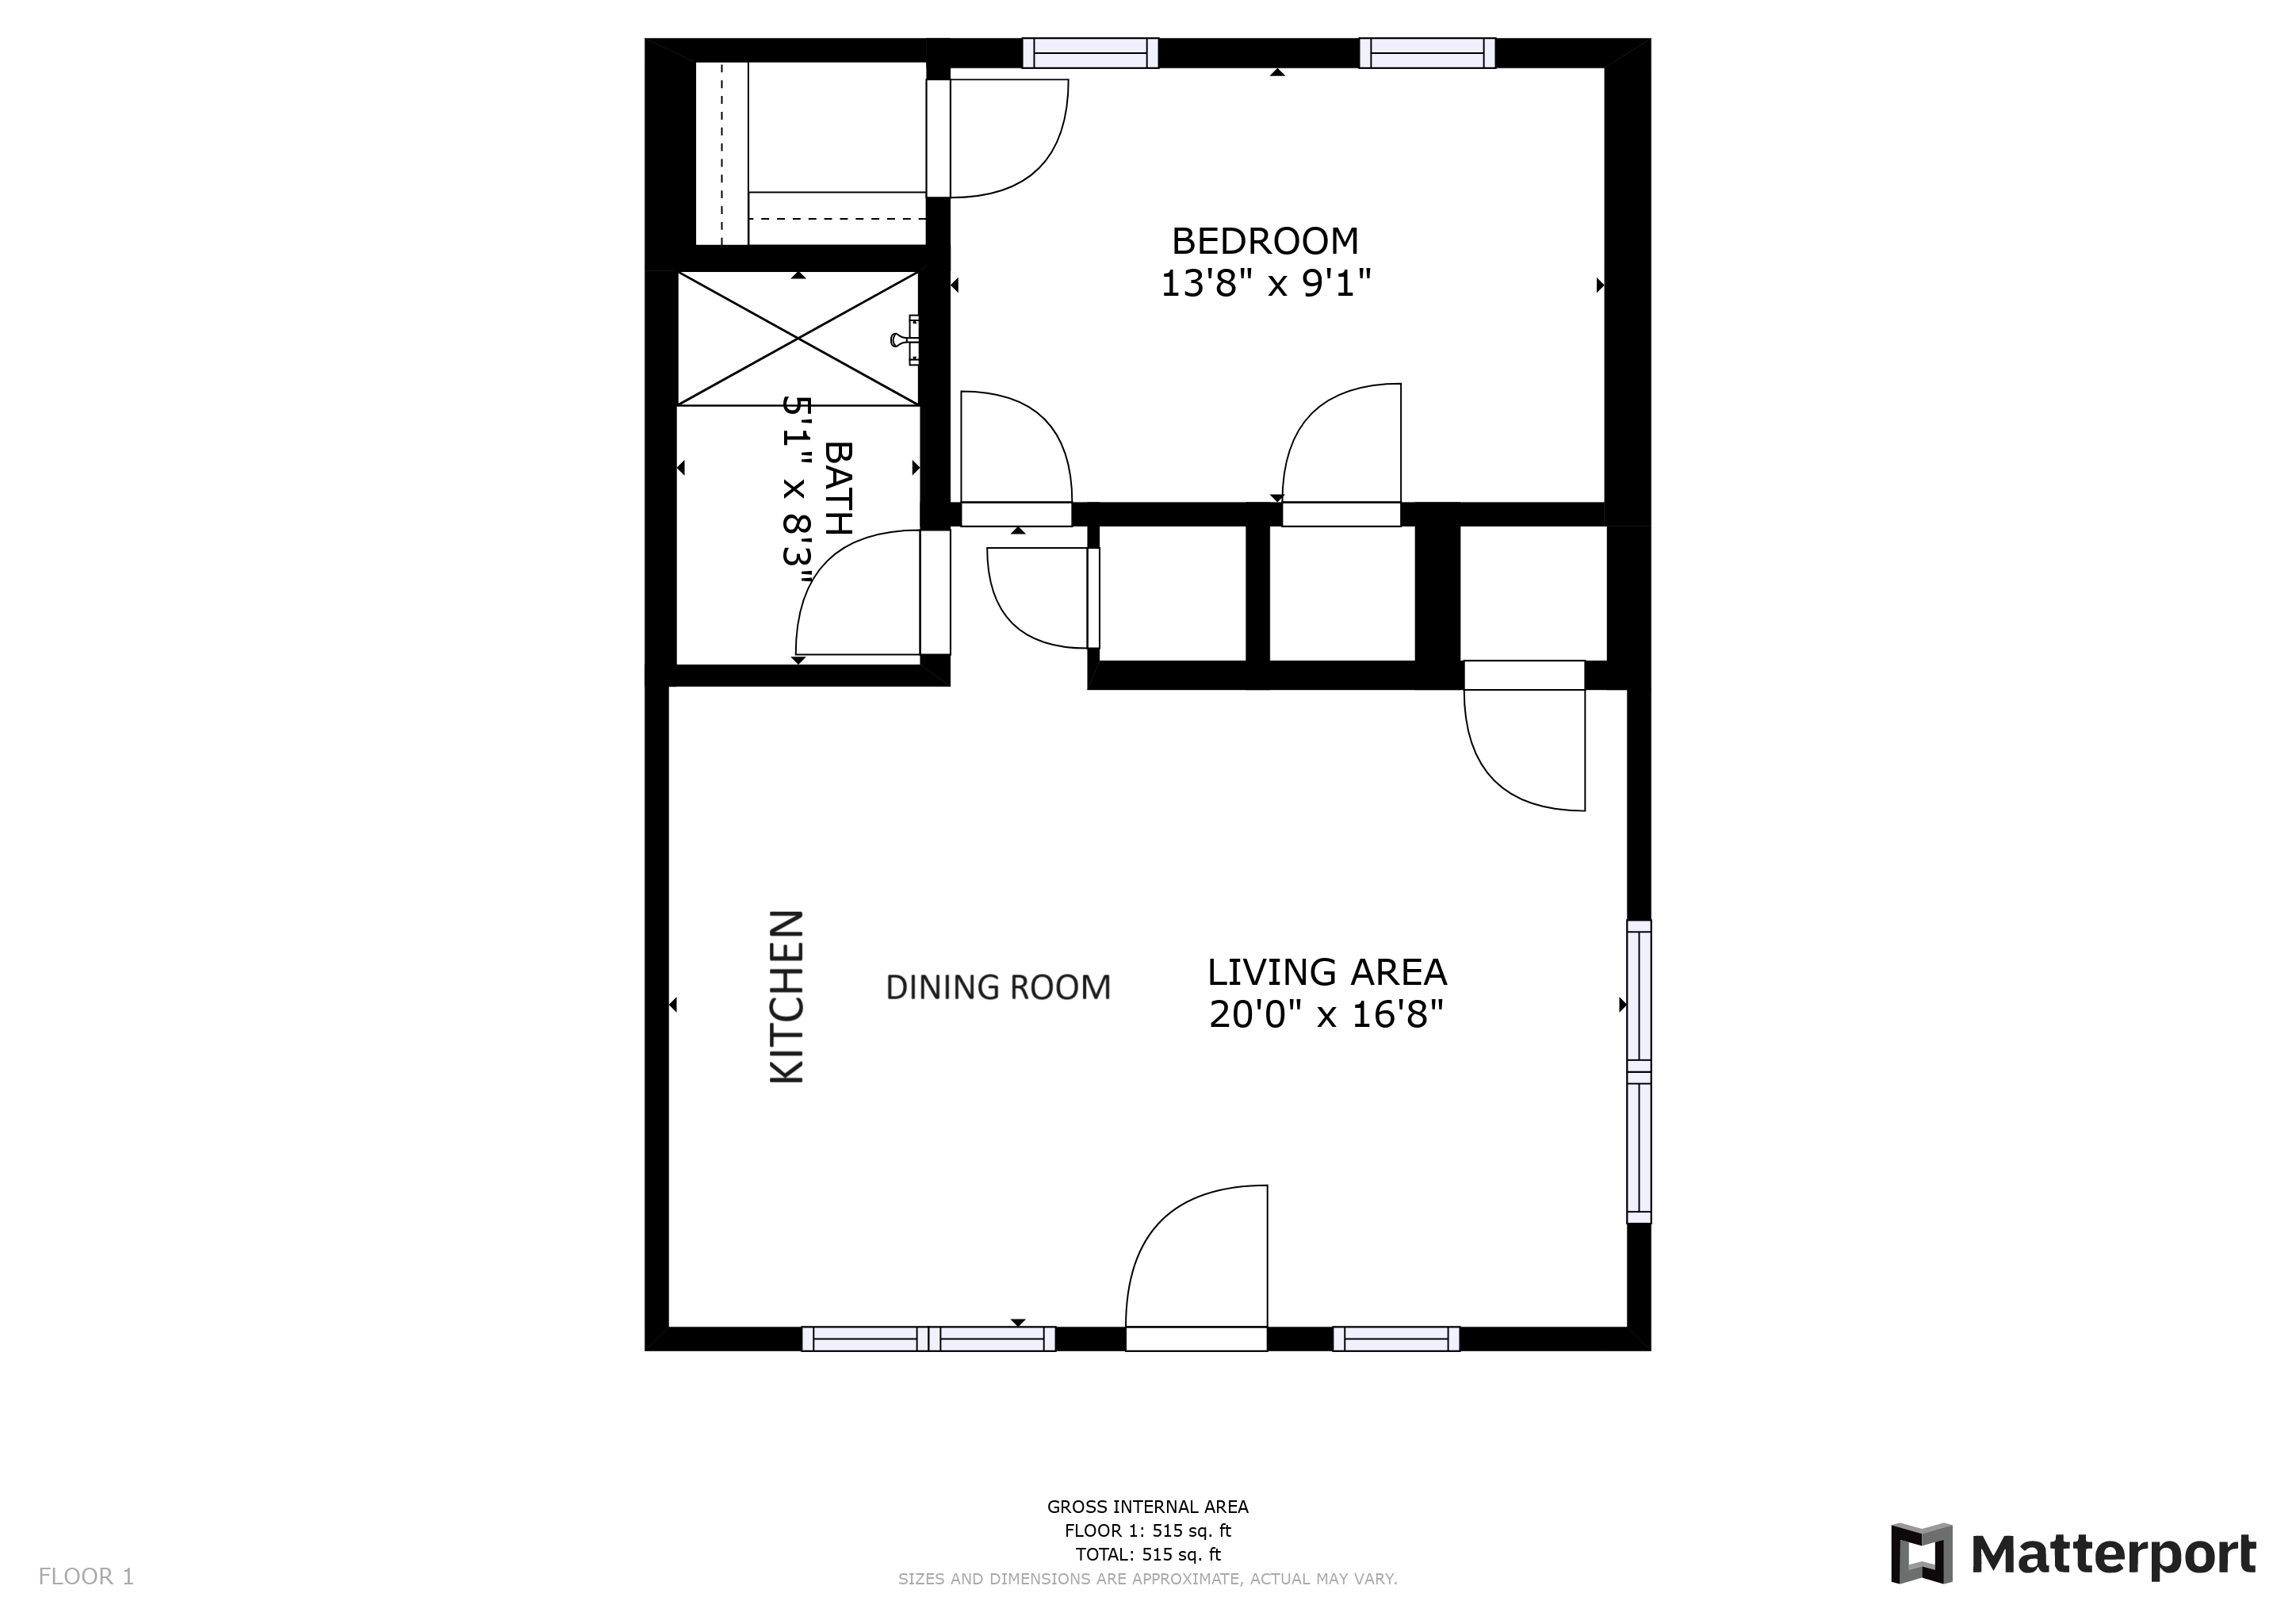 BEDROOM
13'8" x 9'1"
BATH
5'1" x 8'3"
KITCHEN
DINING ROOM
LIVING AREA
20'0" x 16'8"
GROSS INTERNAL AREA
FLOOR 1: 515 sq. ft
TOTAL: 515 sq. ft
SIZES AND DIMENSIONS ARE APPROXIMATE, ACTUAL MAY VARY.
FLOOR 1
Matterport